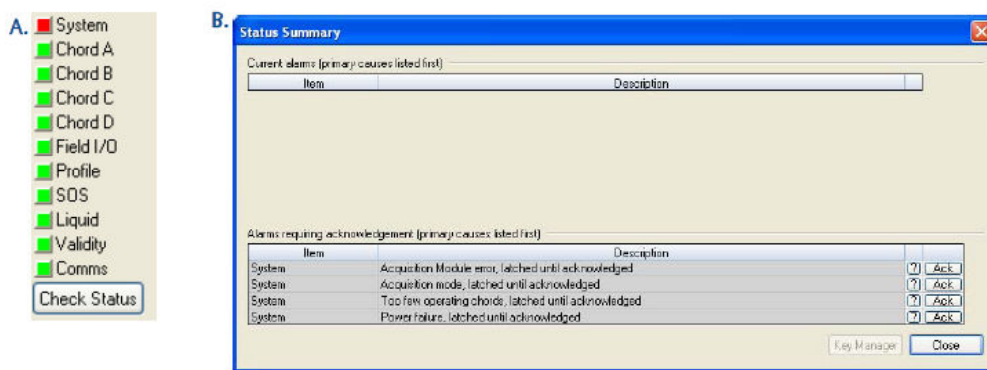 A.
System
Chord A
Chord B
Chord C
Chord D
Field I/O
Profile
SOS
Liquid
Validity
Comms
Check Status
B.
Status Summary
Current alarms (primary causes listed first)
Item Description
Alarms requiring acknowledgement (primary causes listed first)
Item Description
System Acquisition Module error, latched until acknowledged ? Ack
System Acquisition mode, latched until acknowledged ? Ack
System Too few operating chords, latched until acknowledged ? Ack
System Power failure, latched until acknowledged ? Ack
Key Manager Close